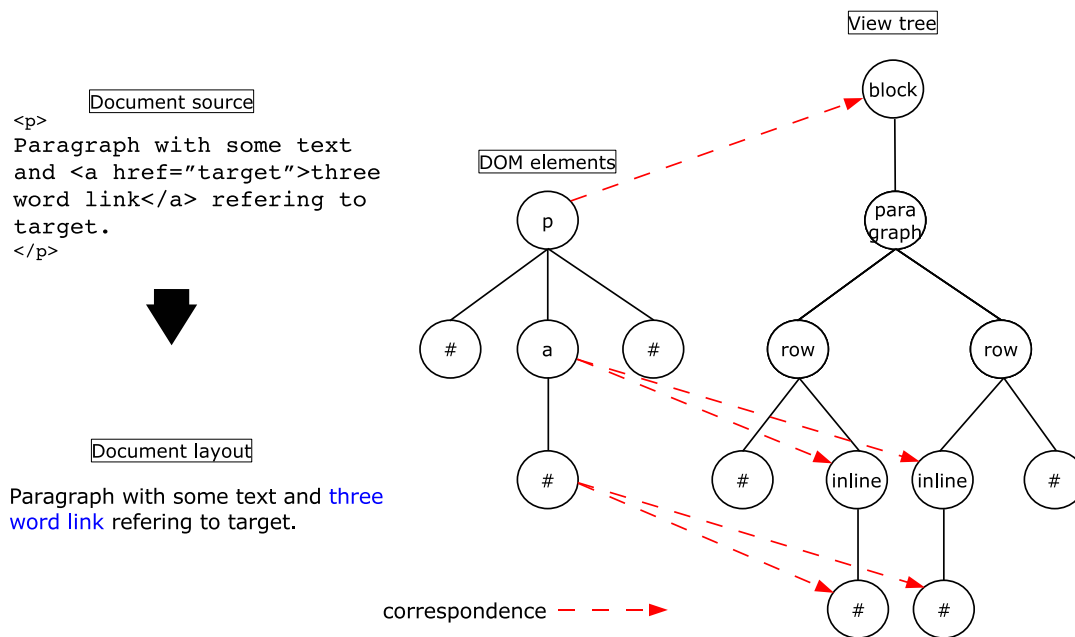 View tree
block
Document source
<p>
Paragraph with some text
and <a href=”target”>three
word link</a> refering to
target.
</p>
DOM elements
p
para
graph
#
a
#
row
row
Document layout
Paragraph with some text and three
word link refering to target.
#
#
inline
inline
#
correspondence
#
#